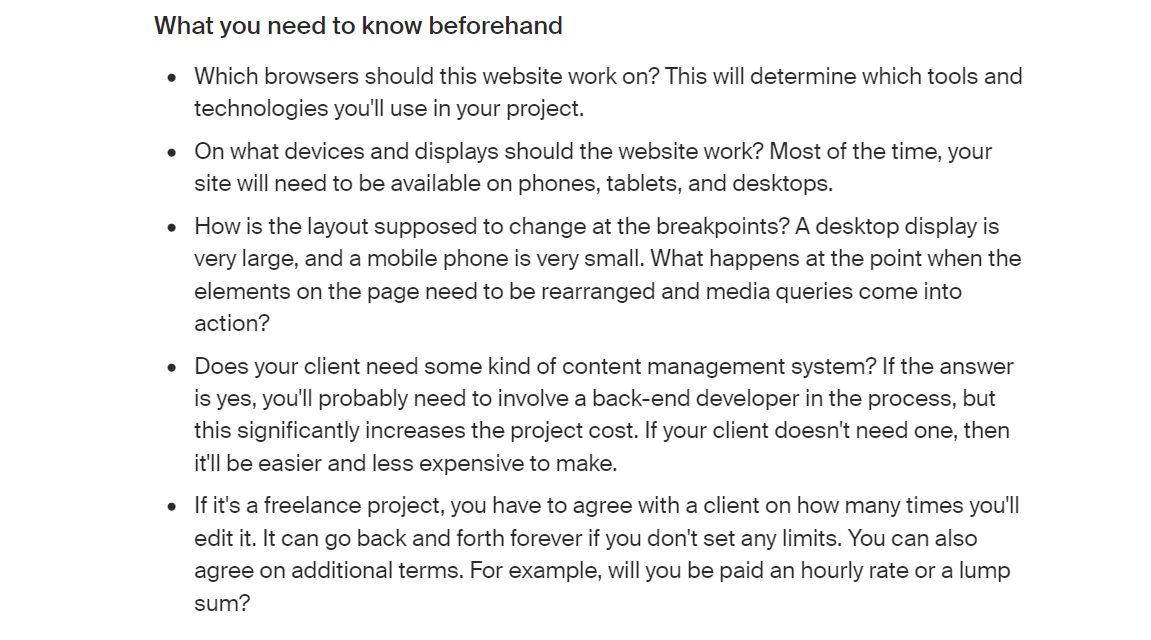 What you need to know beforehand
• Which browsers should this website work on? This will determine which tools and
technologies you'll use in your project.
• On what devices and displays should the website work? Most of the time, your
site will need to be available on phones, tablets, and desktops.
• How is the layout supposed to change at the breakpoints? A desktop display is
very large, and a mobile phone is very small. What happens at the point when the
elements on the page need to be rearranged and media queries come into
action?
• Does your client need some kind of content management system? If the answer
is yes, you'll probably need to involve a back-end developer in the process, but
this significantly increases the project cost. If your client doesn't need one, then
it'll be easier and less expensive to make.
• If it's a freelance project, you have to agree with a client on how many times you'll
edit it. It can go back and forth forever if you don't set any limits. You can also
agree on additional terms. For example, will you be paid an hourly rate or a lump
sum?